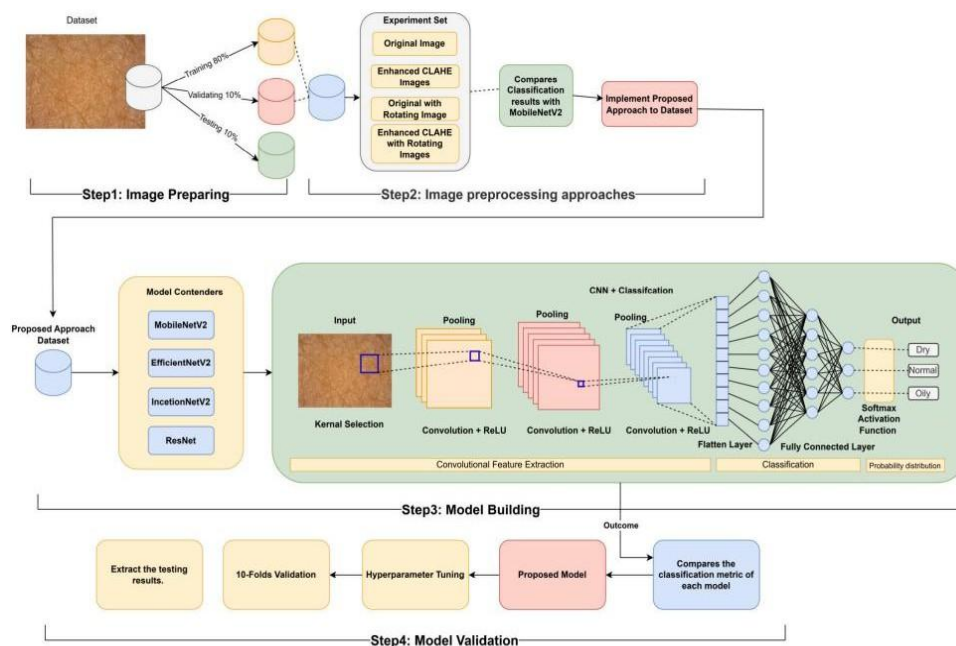 Dataset
Training 80%
Validating 10%
Testing 10%
Experiment Set
Original Image
Enhanced CLAHE
Images
Original with
Rotating Image
Enhanced CLAHE
with Rotating
Images
Compares
Classification
results with
MobileNetV2
Implement Proposed
Approach to Dataset
Step1: Image Preparing
Step2: Image preprocessing approaches
Proposed Approach
Dataset
Model Contenders
MobileNetV2
EfficientNetV2
IncetionNetV2
ResNet
CNN + Classifcation
Input
Pooling
Pooling
Pooling
Output
Kernal Selection
Convolution + ReLU
Convolution + ReLU
Convolution + ReLU
Flatten Layer
Fully Connected Layer
Softmax
Activation
Function
Dry
Normal
Oily
Convolutional Feature Extraction
Classification
Probability distribution
Step3: Model Building
Outcome
Extract the testing
results.
10-Folds Validation
Hyperparameter Tuning
Proposed Model
Compares the
classification metric of
each model
Step4: Model Validation